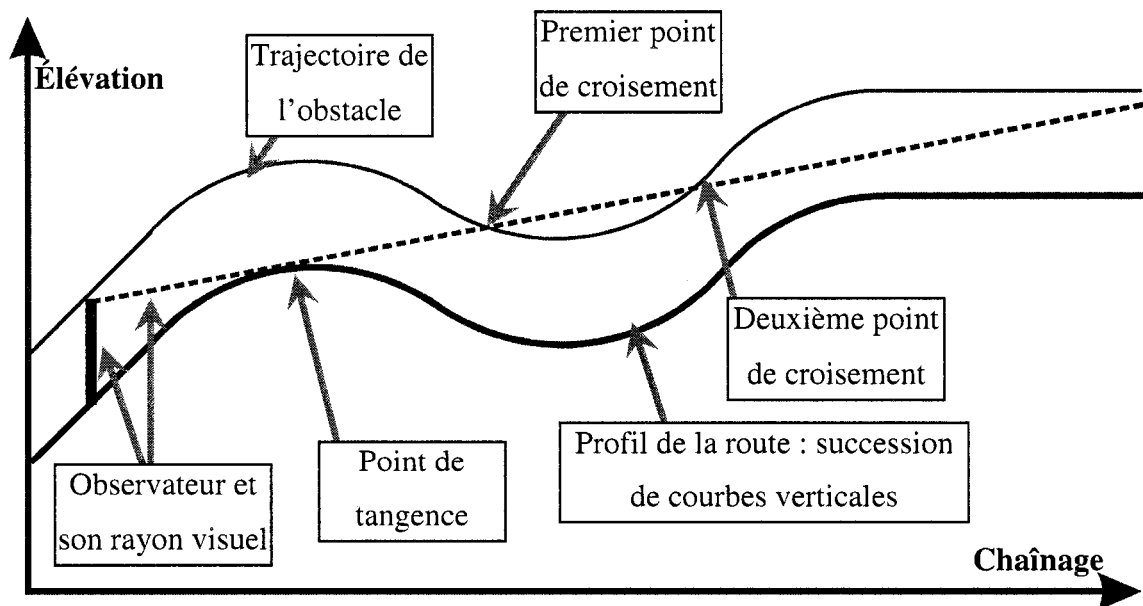 Élévation
Trajectoire de
l'obstacle
Premier point
de croisement
Deuxième point
de croisement
Observateur et
son rayon visuel
Point de
tangence
Profil de la route : succession
de courbes verticales
Chaînage